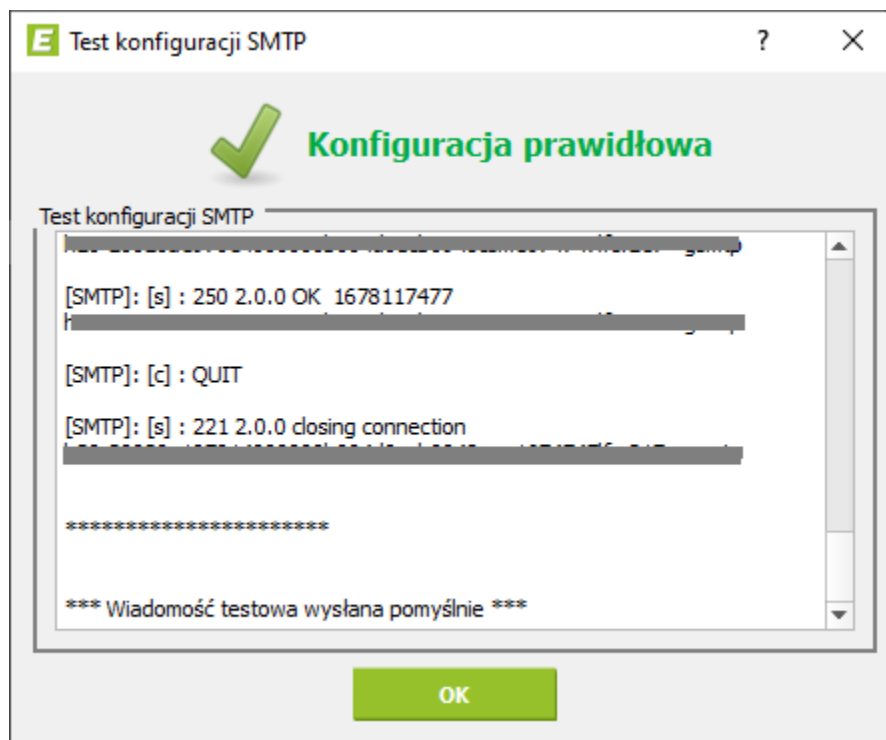 E Test konfiguracji SMTP ?
Konfiguracja prawidłowa
Test konfiguracji SMTP
[SMTP]: [s] : 250 2.0.0 OK 1678117477
[SMTP]: [c] : QUIT
[SMTP]: [s] : 221 2.0.0 closing connection
**********************
*** Wiadomość testowa wysłana pomyślnie ***
OK